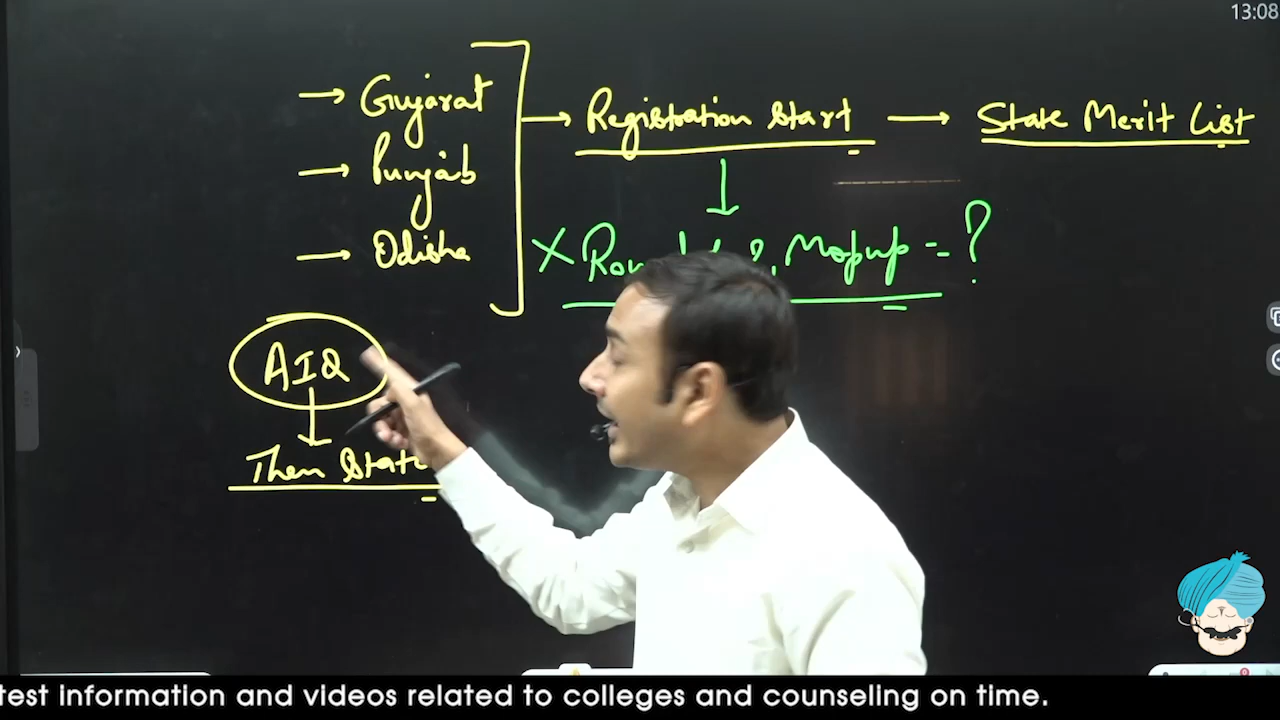 13:08
→ Gujarat
→ Punjab
→ Odisha
→ Registration Start → State Merit List
× Mopup = ?
AIQ
Then State
test information and videos related to colleges and counseling on time.